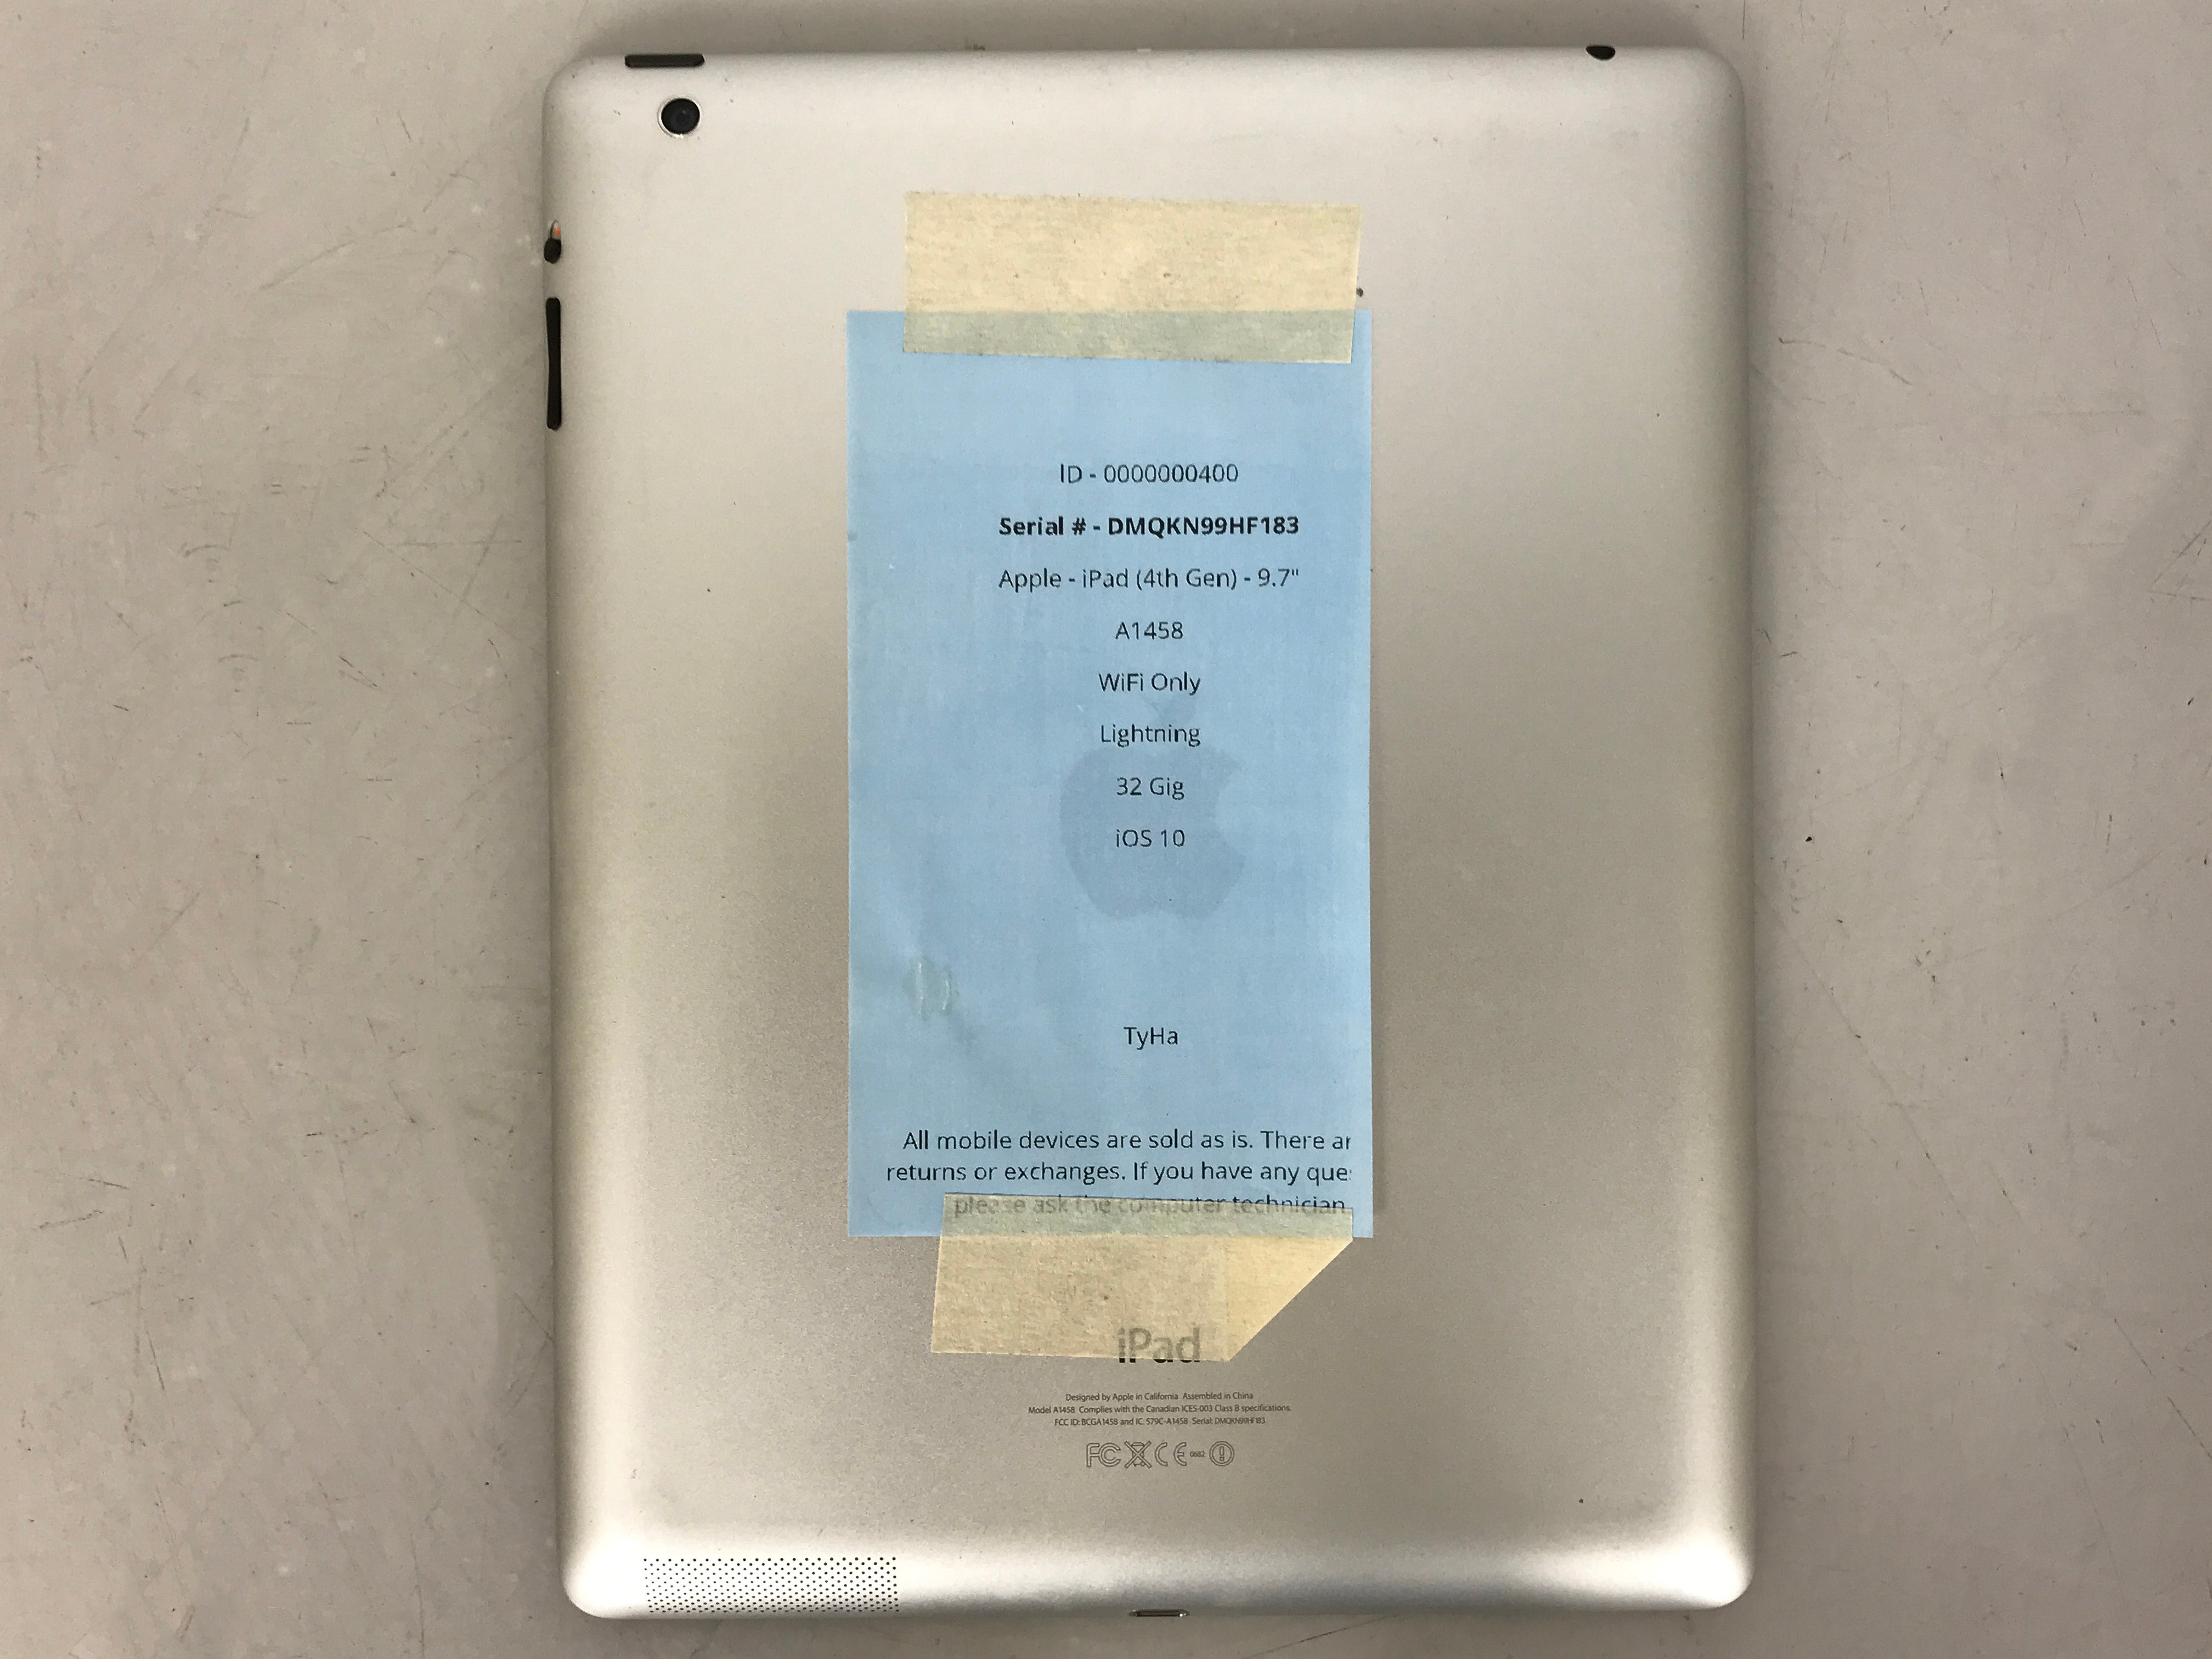 ID - 0000000400
Serial # - DMQKN99HF183
Apple - iPad (4th Gen) - 9.7"
A1458
WiFi Only
Lightning
32 Gig
iOS 10
TyHa
All mobile devices are sold as is. There ar
returns or exchanges. If you have any que
please ask the computer technician
iPad
Designed by Apple in California Assembled in China
Model A1458 Complies with the Canadian ICES-003 Class B specifications.
FCC ID: BCGA1458 and IC: 579C-A1458 Serial: DMQKN99HF183
FC CE 0682